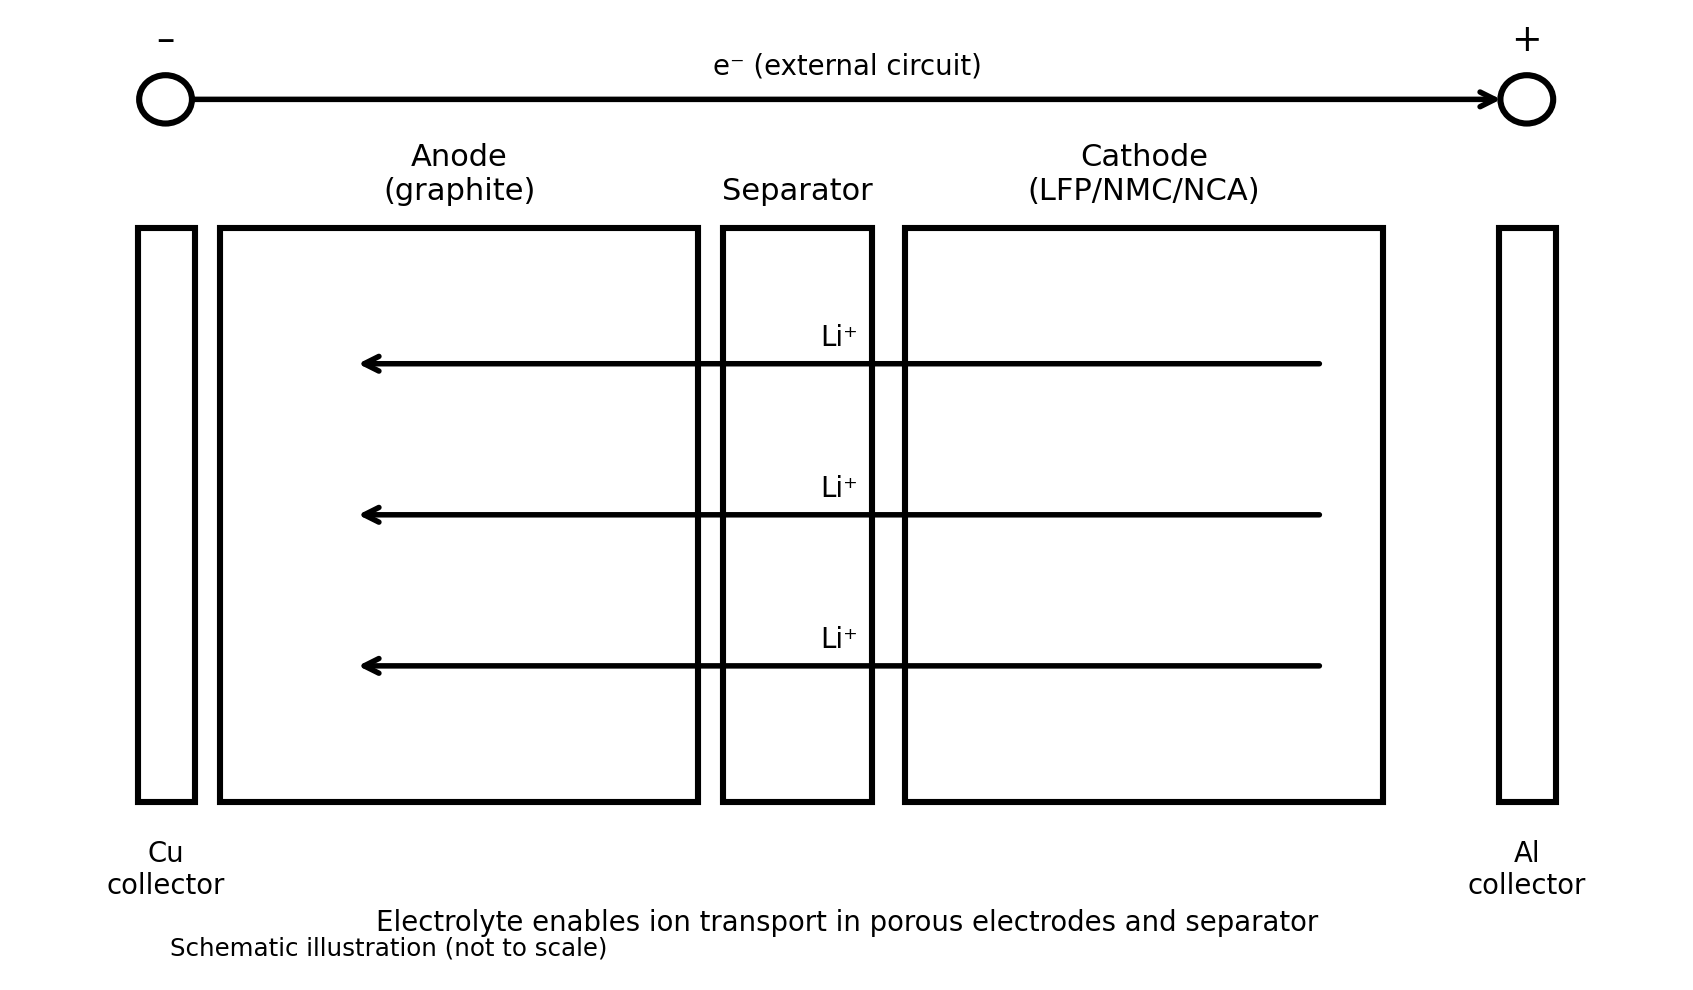 –
+
e⁻ (external circuit)
Anode
(graphite)
Separator
Cathode
(LFP/NMC/NCA)
Li⁺
Li⁺
Li⁺
Cu
collector
Al
collector
Electrolyte enables ion transport in porous electrodes and separator
Schematic illustration (not to scale)